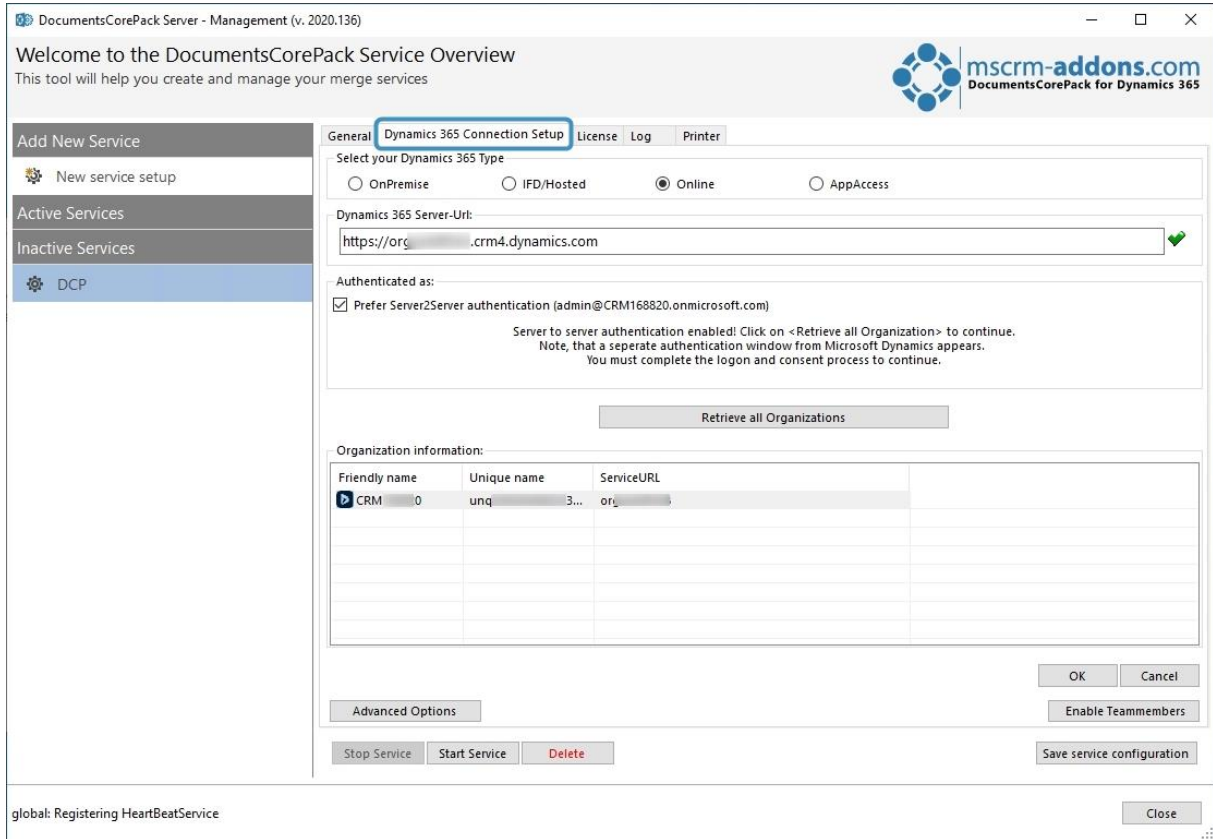 DocumentsCorePack Server - Management (v. 2020.136)
Welcome to the DocumentsCorePack Service Overview
This tool will help you create and manage your merge services
mscrm-addons.com
DocumentsCorePack for Dynamics 365
Add New Service
New service setup
Active Services
Inactive Services
DCP
General Dynamics 365 Connection Setup License Log Printer
Select your Dynamics 365 Type
OnPremise IFD/Hosted Online AppAccess
Dynamics 365 Server-Url:
https://org .crm4.dynamics.com
Authenticated as:
Prefer Server2Server authentication (admin@CRM168820.onmicrosoft.com)
Server to server authentication enabled! Click on <Retrieve all Organization> to continue.
Note, that a seperate authentication window from Microsoft Dynamics appears.
You must complete the logon and consent process to continue.
Retrieve all Organizations
Organization information:
Friendly name Unique name ServiceURL
CRM 0 unq 3... org
OK Cancel
Advanced Options Enable Teammembers
Stop Service Start Service Delete Save service configuration
global: Registering HeartBeatService
Close